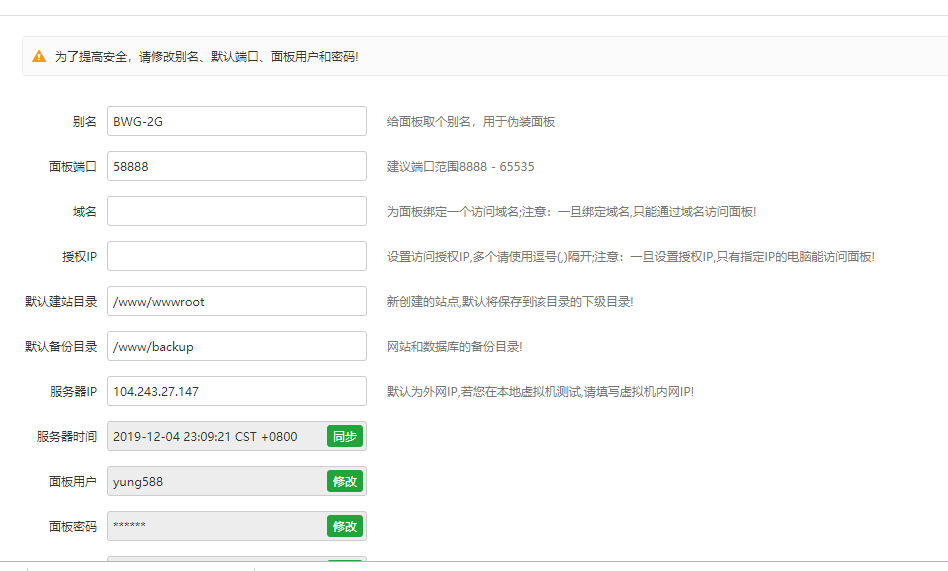 为了提高安全，请修改别名、默认端口、面板用户和密码!
别名 BWG-2G 给面板取个别名，用于伪装面板
面板端口 58888 建议端口范围8888 - 65535
域名 为面板绑定一个访问域名;注意：一旦绑定域名,只能通过域名访问面板!
授权IP 设置访问授权IP,多个请使用逗号(,)隔开;注意：一旦设置授权IP,只有指定IP的电脑能访问面板!
默认建站目录 /www/wwwroot 新创建的站点,默认将保存到该目录的下级目录!
默认备份目录 /www/backup 网站和数据库的备份目录!
服务器IP 104.243.27.147 默认为外网IP,若您在本地虚拟机测试,请填写虚拟机内网IP!
服务器时间 2019-12-04 23:09:21 CST +0800 同步
面板用户 yung588 修改
面板密码 ****** 修改